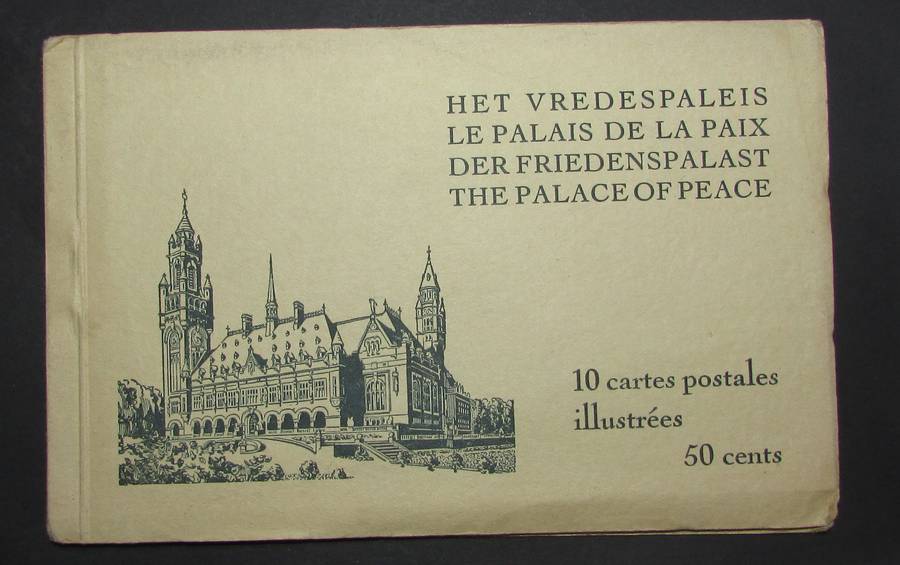 HET VREDESPALEIS
LE PALAIS DE LA PAIX
DER FRIEDENSPALAST
THE PALACE OF PEACE
10 cartes postales
illustrées
50 cents